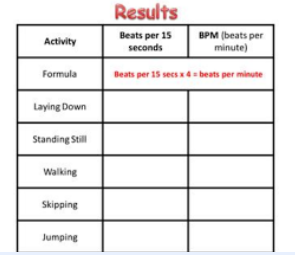 Results
Activity
Beats per 15
seconds
BPM (beats per
minute)
Formula
Beats per 15 secs x 4 = beats per minute
Laying Down
Standing Still
Walking
Skipping
Jumping